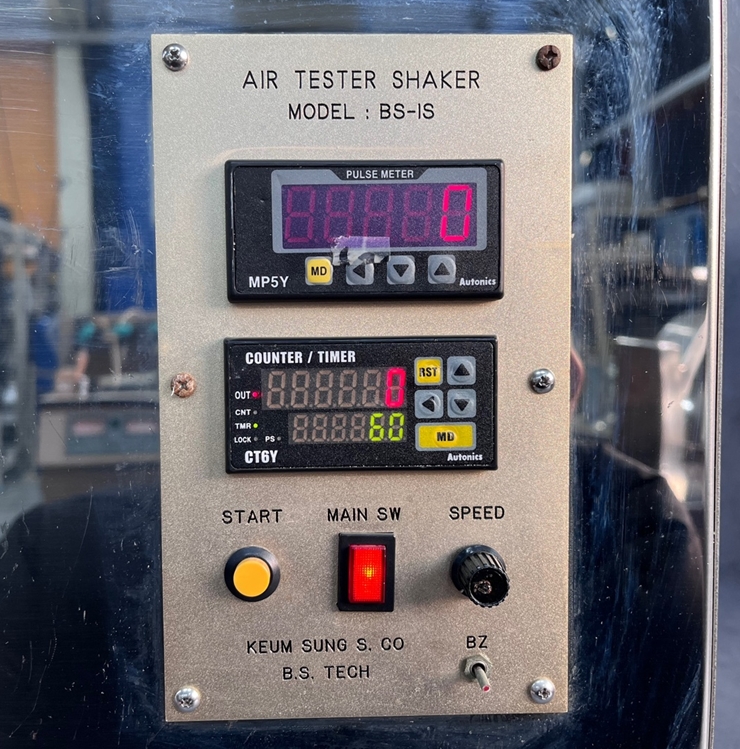 AIR TESTER SHAKER
MODEL : BS-IS
PULSE METER
0
MD
MP5Y
Autonics
COUNTER / TIMER
RST
OUT
0
CNT
TMR
60
LOCK PS
MD
CT6Y
Autonics
START MAIN SW SPEED
KEUM SUNG S. CO
BZ
B.S. TECH